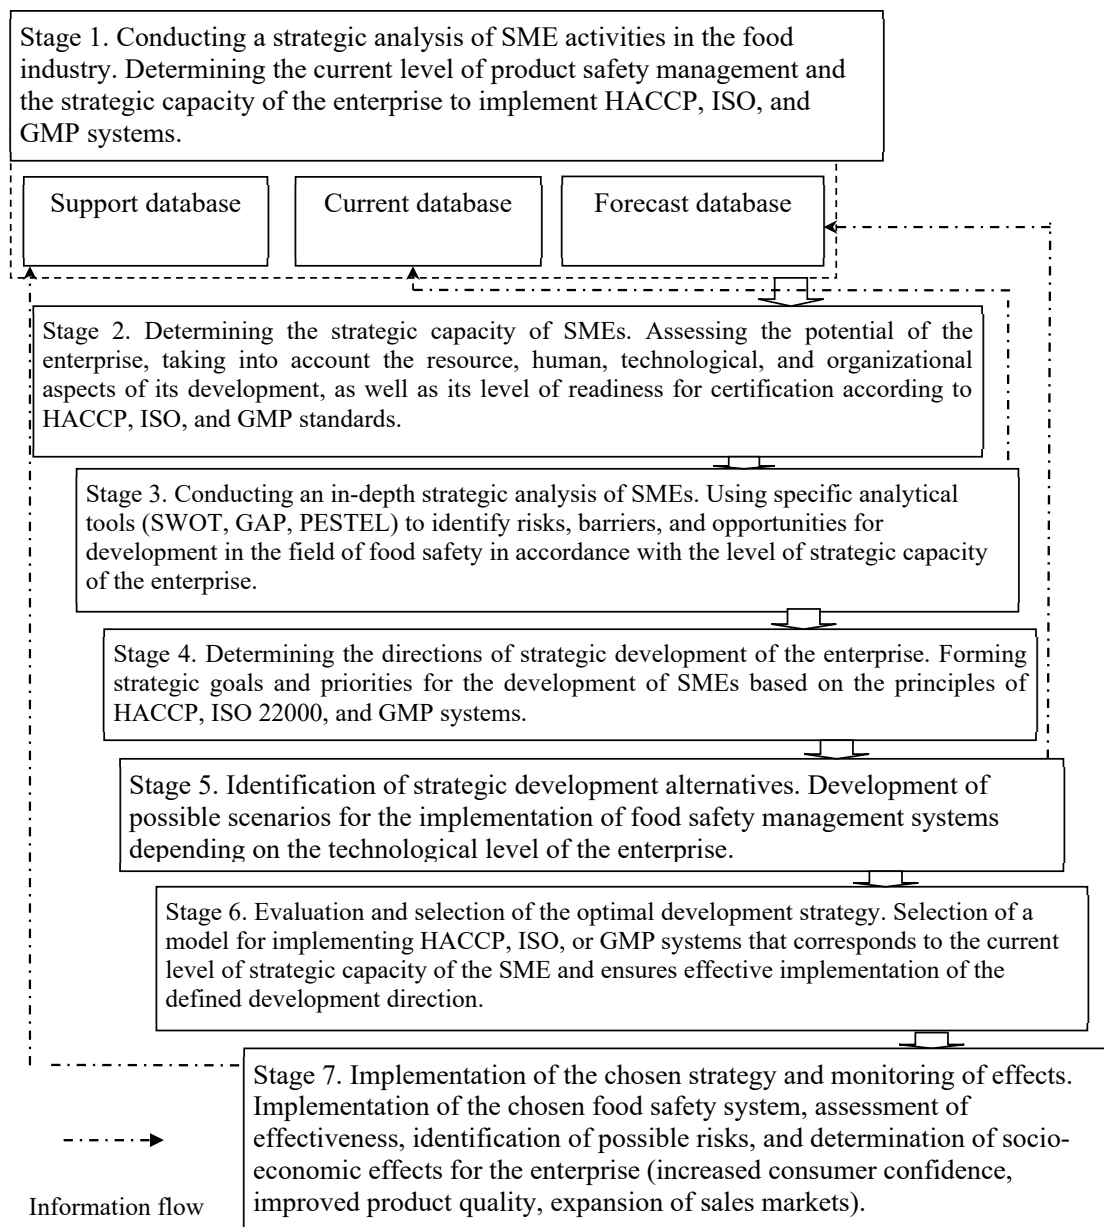 Stage 1. Conducting a strategic analysis of SME activities in the food
industry. Determining the current level of product safety management and
the strategic capacity of the enterprise to implement HACCP, ISO, and
GMP systems.
Support database
Current database
Forecast database
Stage 2. Determining the strategic capacity of SMEs. Assessing the potential of the
enterprise, taking into account the resource, human, technological, and organizational
aspects of its development, as well as its level of readiness for certification according to
HACCP, ISO, and GMP standards.
Stage 3. Conducting an in-depth strategic analysis of SMEs. Using specific analytical
tools (SWOT, GAP, PESTEL) to identify risks, barriers, and opportunities for
development in the field of food safety in accordance with the level of strategic capacity
of the enterprise.
Stage 4. Determining the directions of strategic development of the enterprise. Forming
strategic goals and priorities for the development of SMEs based on the principles of
HACCP, ISO 22000, and GMP systems.
Stage 5. Identification of strategic development alternatives. Development of
possible scenarios for the implementation of food safety management systems
depending on the technological level of the enterprise.
Stage 6. Evaluation and selection of the optimal development strategy. Selection of a
model for implementing HACCP, ISO, or GMP systems that corresponds to the current
level of strategic capacity of the SME and ensures effective implementation of the
defined development direction.
Stage 7. Implementation of the chosen strategy and monitoring of effects.
Implementation of the chosen food safety system, assessment of
effectiveness, identification of possible risks, and determination of socio-
economic effects for the enterprise (increased consumer confidence,
improved product quality, expansion of sales markets).
Information flow